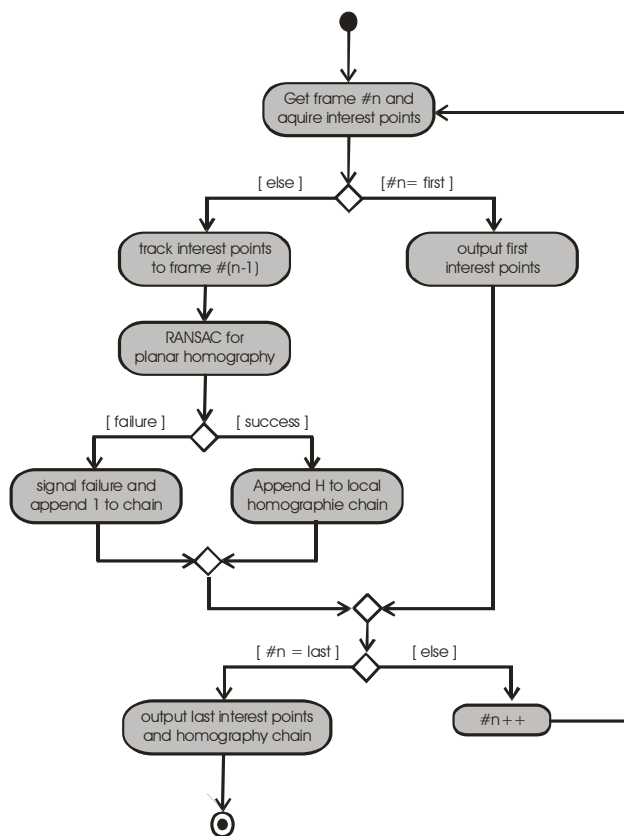 Get frame #n and
aquire interest points
[ else ]
[#n= first ]
track interest points
to frame #(n-1)
output first
interest points
RANSAC for
planar homography
[ failure ]
[ success ]
signal failure and
append 1 to chain
Append H to local
homographie chain
[ #n = last ]
[ else ]
output last interest points
and homography chain
#n++